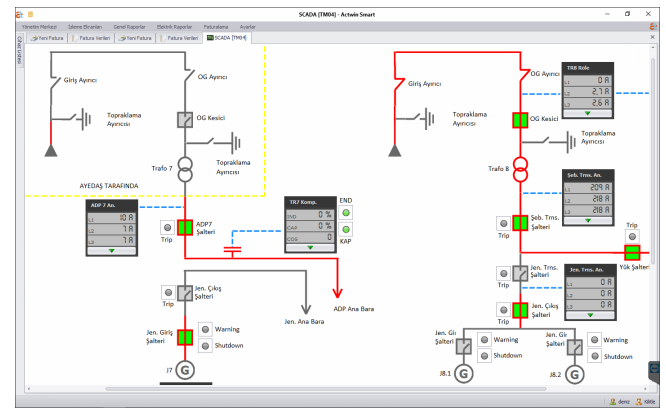 SCADA [TM04] - Actwin Smart
Yönetim Merkezi İzleme Ekranları Genel Raporlar Elektrik Raporlar Faturalama Ayarlar
Yeni Fatura Fatura Verileri Yeni Fatura Fatura Verileri SCADA [TM04]
Giriş Ayırıcı
OG Ayırıcı
OG Kesici
Topraklama
Ayırıcısı
Topraklama
Ayırıcısı
Trafo 7
AYEDAŞ TARAFINDA
ADP 7 An.
L1 10 A
L2 7 A
L3 7 A
ADP7
Şalteri
Trip
TR7 Komp.
IND 0 %
CAP 0 %
COS 0
END
KAP
Jen. Çıkış
Şalteri
Trip
Jen. Ana Bara
ADP Ana Bara
Jen. Giriş
Şalteri
Warning
Shutdown
J7
G
Giriş Ayırıcı
OG Ayırıcı
TR8 Röle
L1 0 A
L2 2,7 A
L3 2,6 A
OG Kesici
Topraklama
Ayırıcısı
Topraklama
Ayırıcısı
Trafo 8
Şeb. Trns. An.
L1 209 A
L2 218 A
L3 218 A
Şeb. Trns.
Şalteri
Trip
Trip
Yük Şalteri
Jen. Trns.
Şalteri
Trip
Jen. Trns. An.
L1 0 A
L2 0 A
L3 0 A
Jen. Çıkış
Şalteri
Trip
Jen. Gi
Şalteri
Warning
Shutdown
J8.1
G
Jen. Gi
Şalteri
Warning
Shutdown
J8.2
G
deniz Kilitle